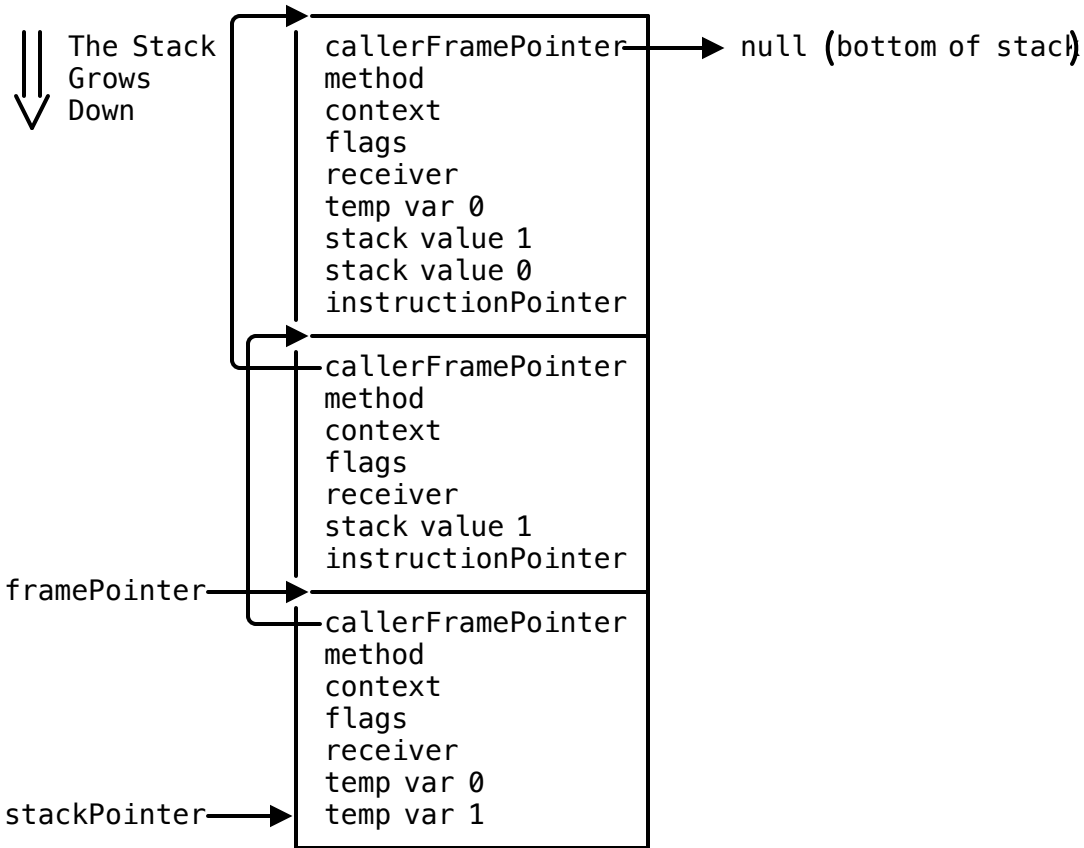 The Stack
Grows
Down
callerFramePointer
null (bottom of stack)
method
context
flags
receiver
temp var 0
stack value 1
stack value 0
instructionPointer
callerFramePointer
method
context
flags
receiver
stack value 1
instructionPointer
framePointer
callerFramePointer
method
context
flags
receiver
temp var 0
stackPointer
temp var 1